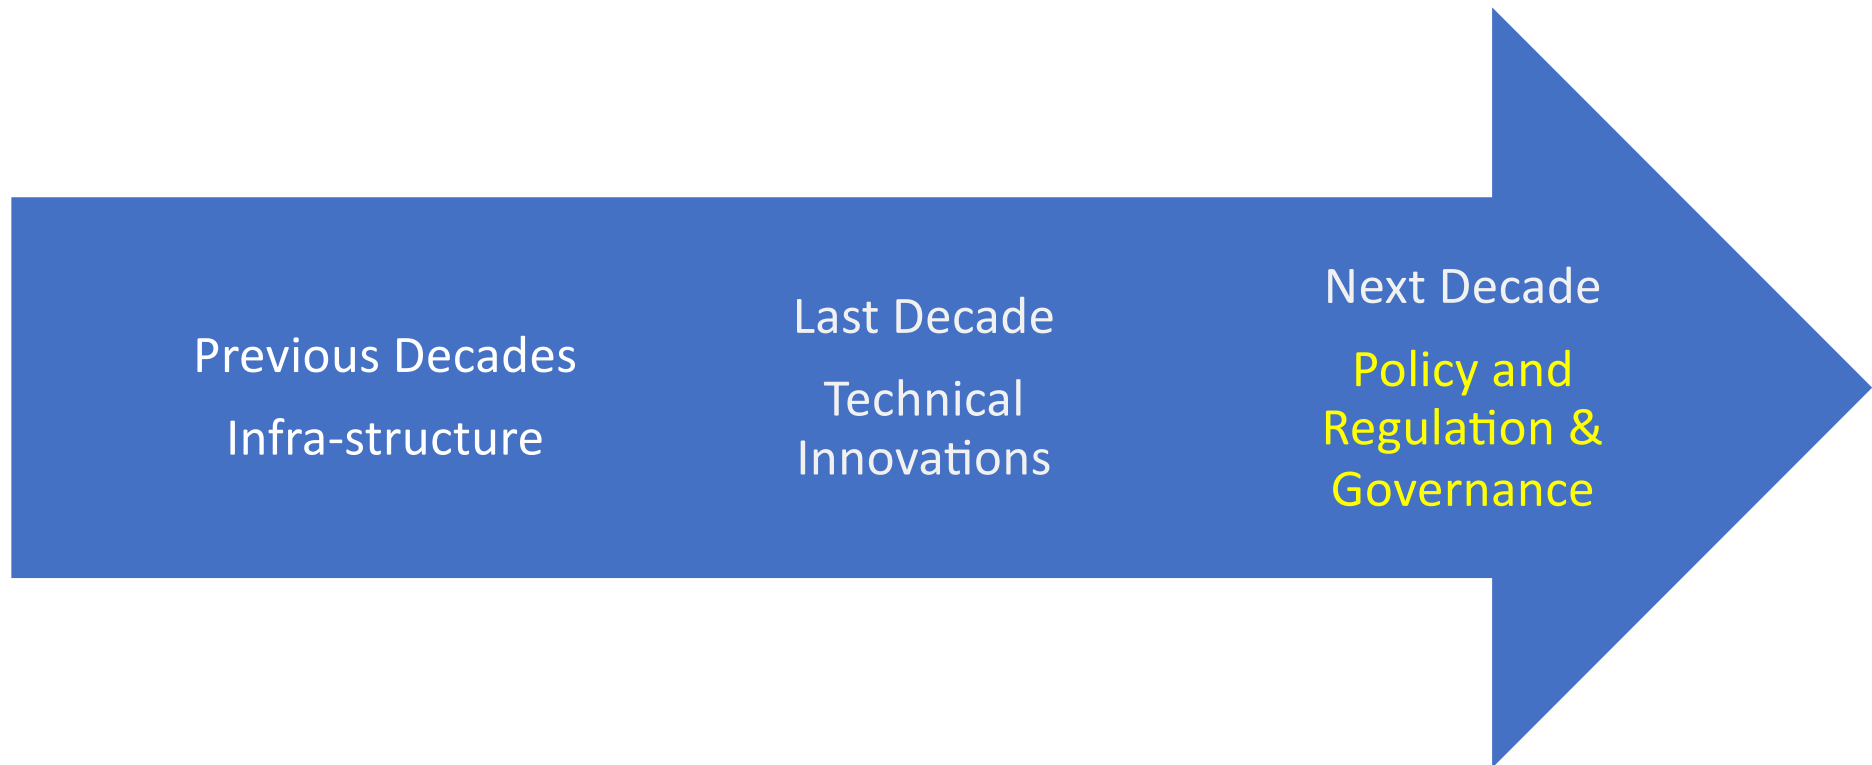 Previous Decades
Infra-structure
Last Decade
Technical
Innovations
Next Decade
Policy and
Regulation &
Governance